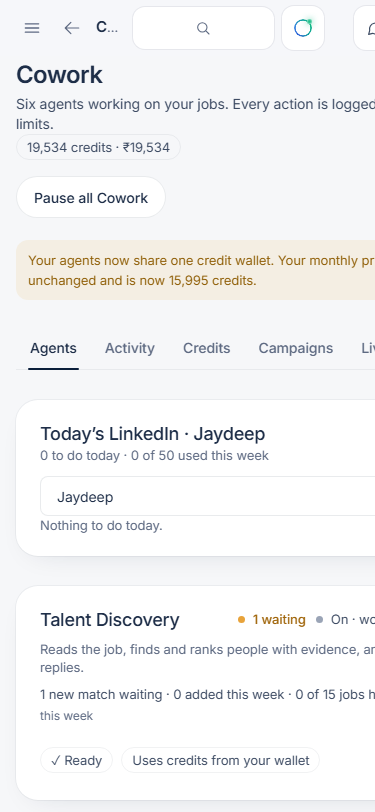 C...
Cowork
Six agents working on your jobs. Every action is logged
limits.
19,534 credits · ₹19,534
Pause all Cowork
Your agents now share one credit wallet. Your monthly pr
unchanged and is now 15,995 credits.
Agents Activity Credits Campaigns Liv
Today's LinkedIn · Jaydeep
0 to do today · 0 of 50 used this week
Jaydeep
Nothing to do today.
Talent Discovery 1 waiting On · wo
Reads the job, finds and ranks people with evidence, an
replies.
1 new match waiting · 0 added this week · 0 of 15 jobs h
this week
✓ Ready Uses credits from your wallet